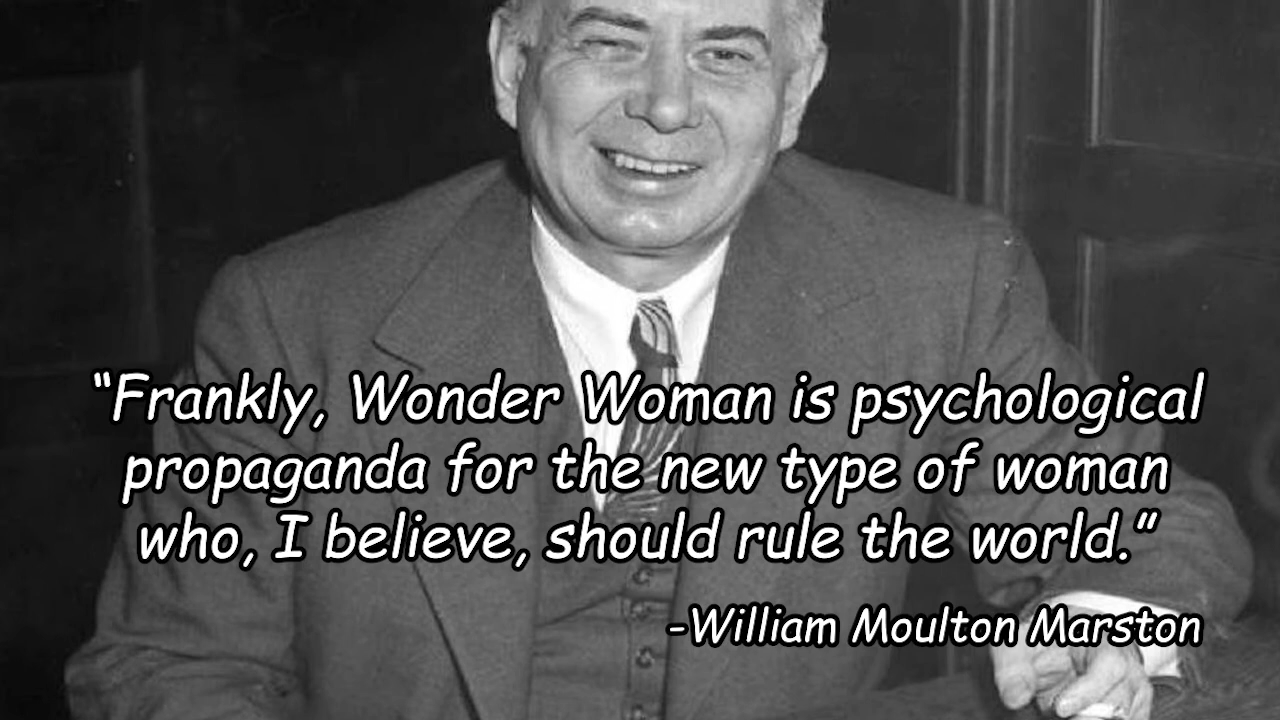 “Frankly, Wonder Woman is psychological
propaganda for the new type of woman
who, I believe, should rule the world.”
-William Moulton Marston